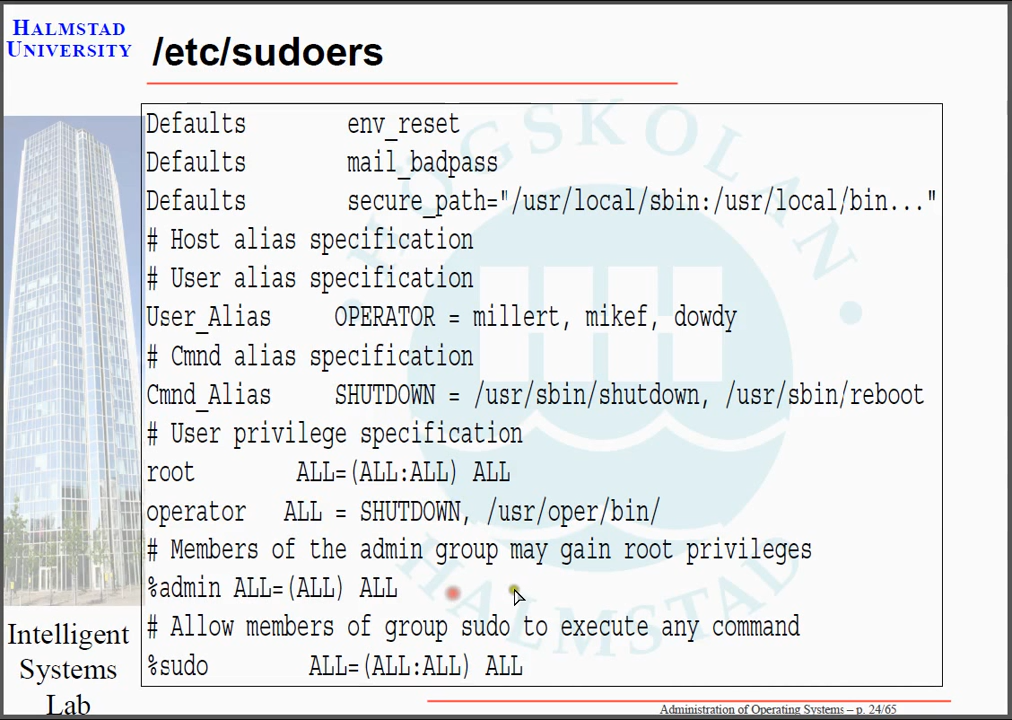 HALMSTAD
UNIVERSITY
/etc/sudoers
Defaults env_reset
Defaults mail_badpass
Defaults secure_path="/usr/local/sbin:/usr/local/bin..."
# Host alias specification
# User alias specification
User_Alias OPERATOR = millert, mikef, dowdy
# Cmnd alias specification
Cmnd_Alias SHUTDOWN = /usr/sbin/shutdown, /usr/sbin/reboot
# User privilege specification
root ALL=(ALL:ALL) ALL
operator ALL = SHUTDOWN, /usr/oper/bin/
# Members of the admin group may gain root privileges
%admin ALL=(ALL) ALL
# Allow members of group sudo to execute any command
%sudo ALL=(ALL:ALL) ALL
HÖGSKOLAN
HALMSTAD
Intelligent
Systems
Lab
Administration of Operating Systems – p. 24/65